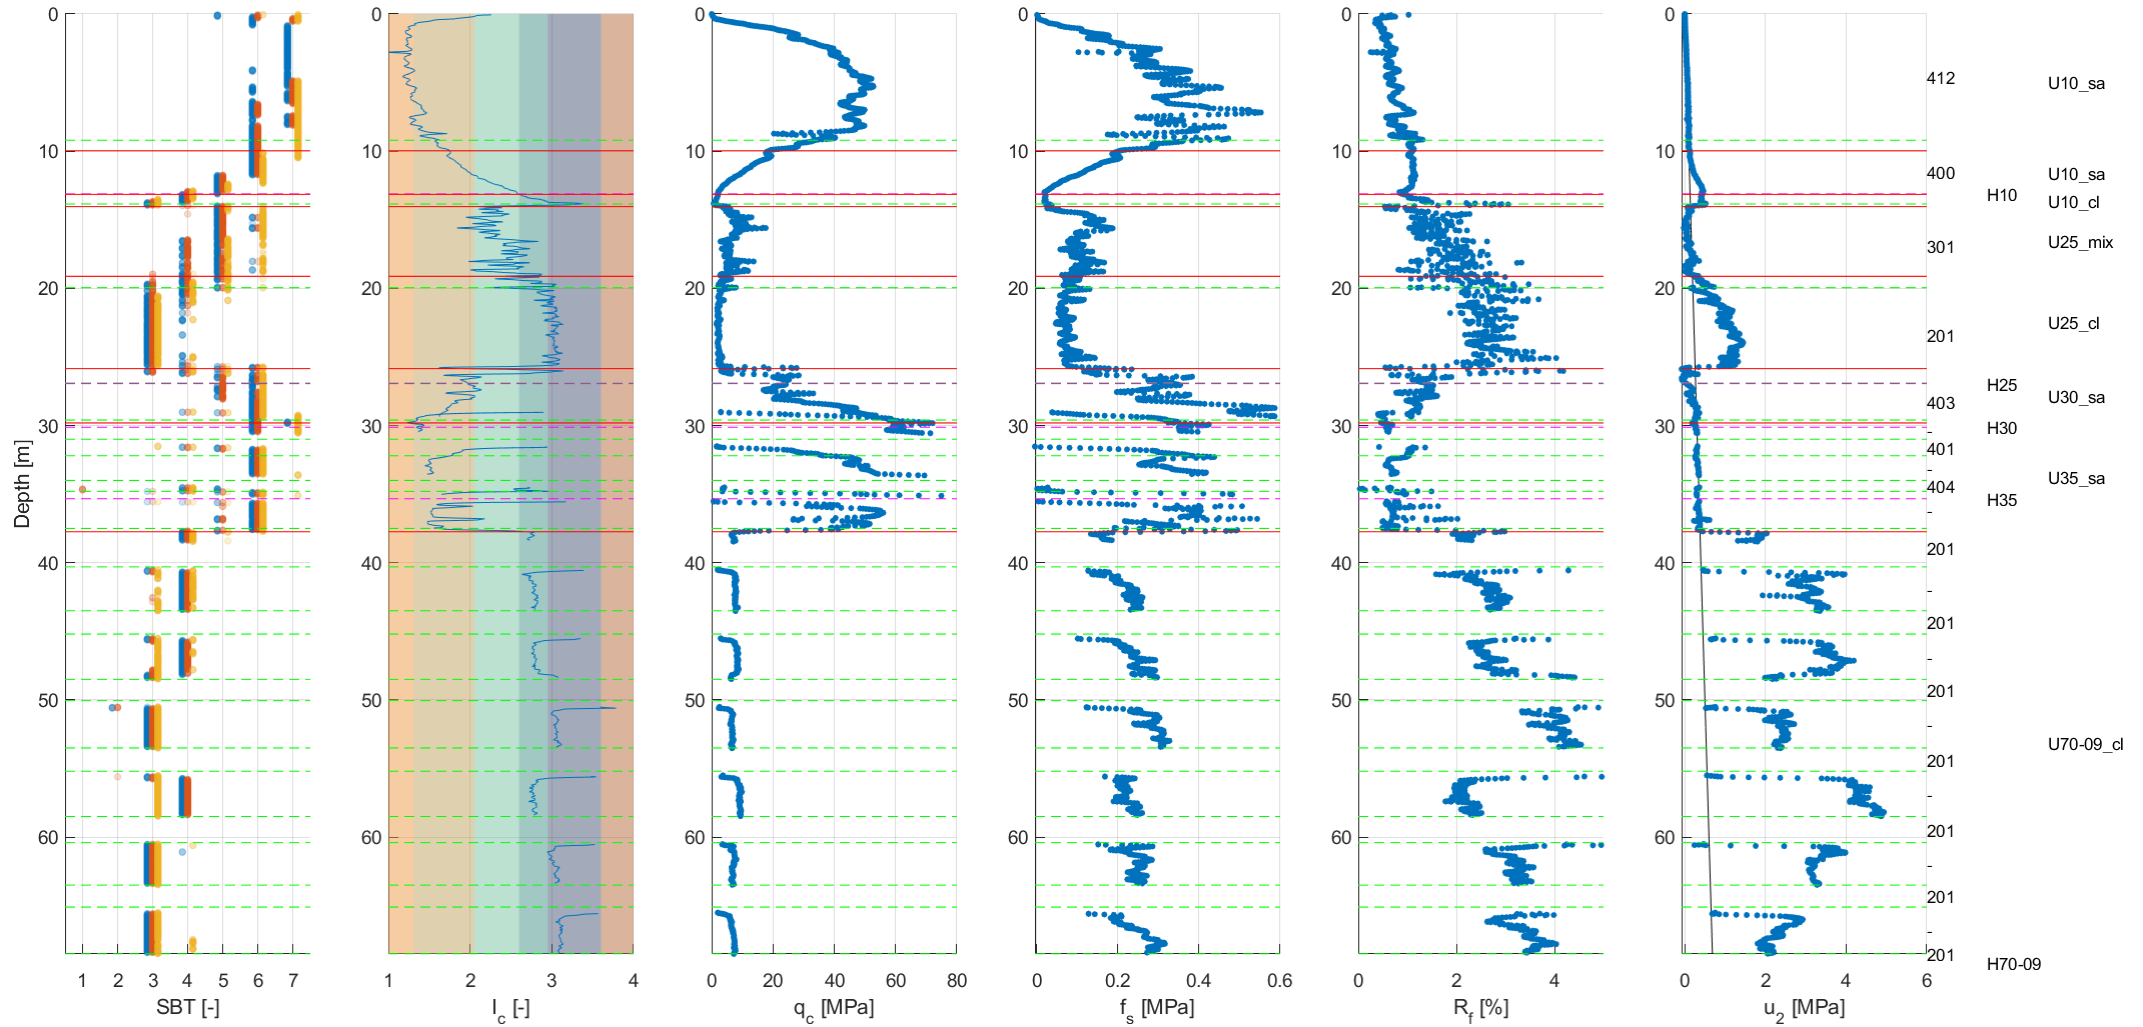 0
10
20
30
40
50
60
Depth [m]
1 2 3 4 5 6 7
SBT [-]
0
10
20
30
40
50
60
1 2 3 4
I_c [-]
0
10
20
30
40
50
60
0 20 40 60 80
q_c [MPa]
0
10
20
30
40
50
60
0 0.2 0.4 0.6
f_s [MPa]
0
10
20
30
40
50
60
0 2 4
R_f [%]
0
10
20
30
40
50
60
0 2 4 6
u_2 [MPa]
412
400
301
201
403
-
401
-
404
-
201
-
201
-
201
-
201
-
201
-
201
-
201
H10
H25
H30
H35
H70-09
U10_sa
U10_sa
U10_cl
U25_mix
U25_cl
U30_sa
U35_sa
U70-09_cl